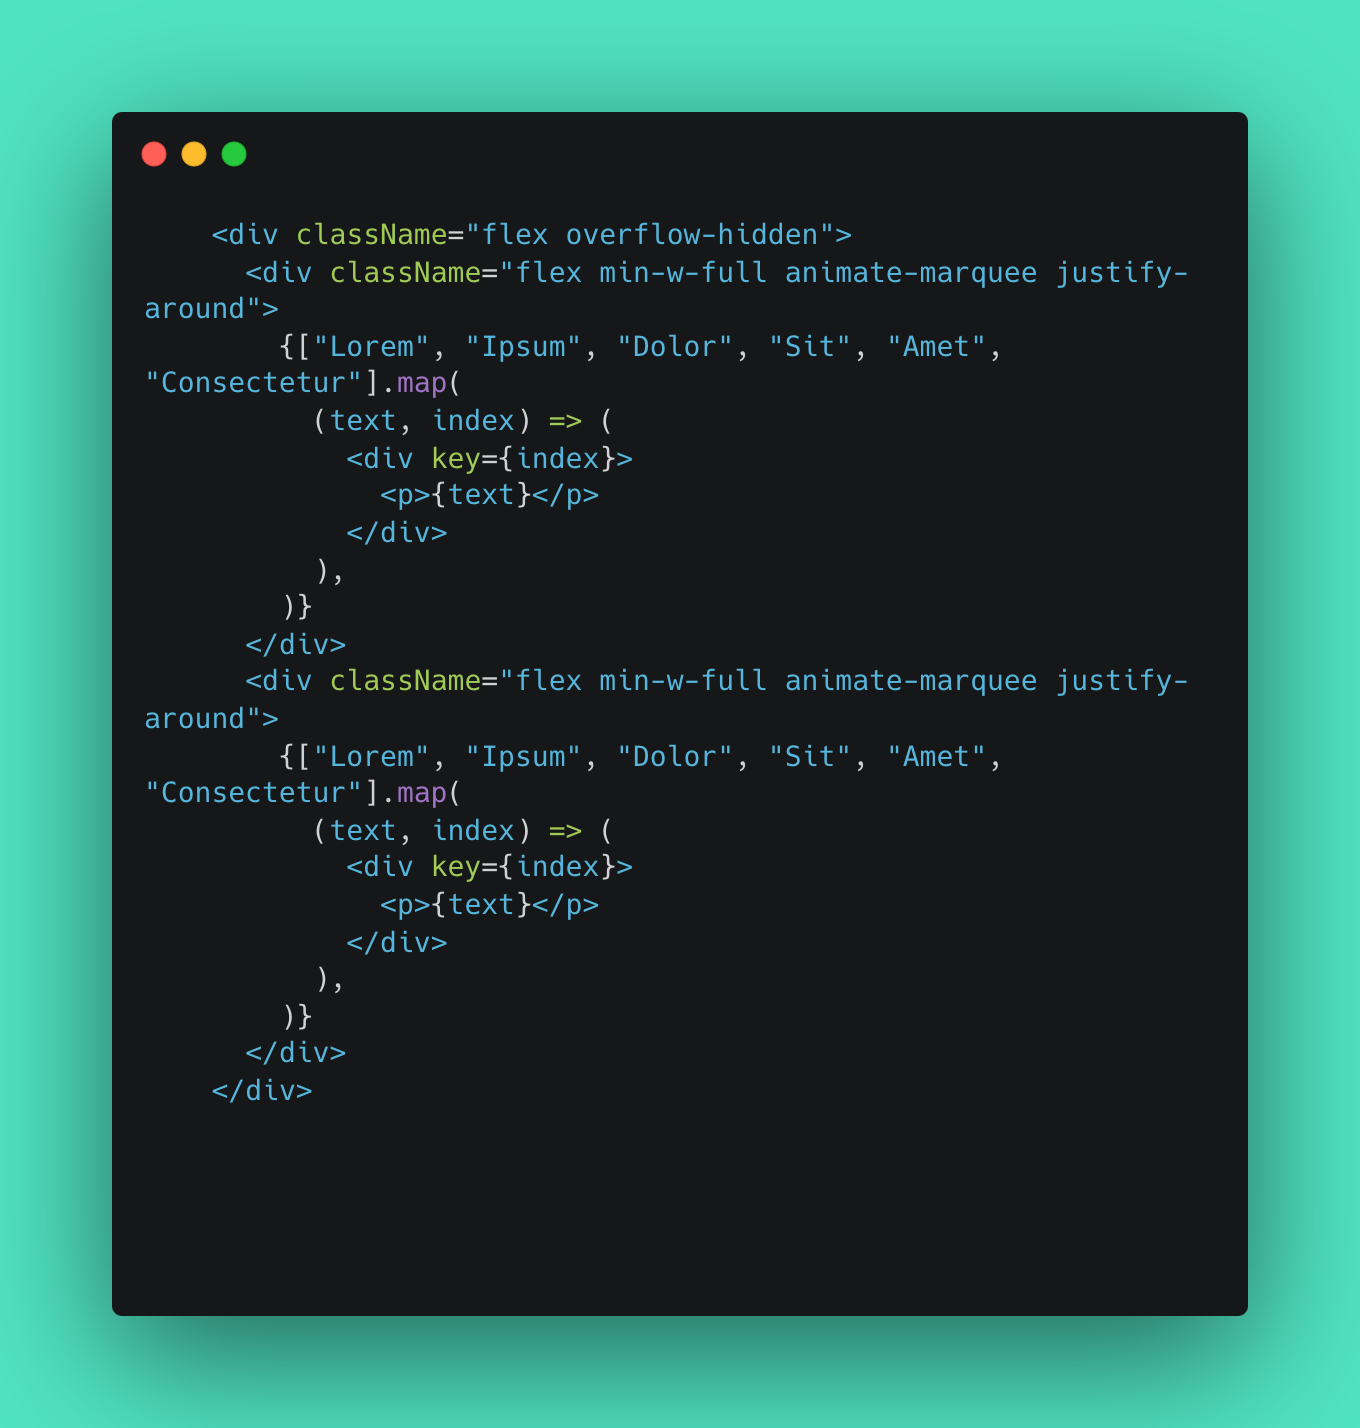 <div className="flex overflow-hidden">
      <div className="flex min-w-full animate-marquee justify-
around">
        {["Lorem", "Ipsum", "Dolor", "Sit", "Amet",
"Consectetur"].map(
          (text, index) => (
            <div key={index}>
              <p>{text}</p>
            </div>
          ),
        )}
      </div>
      <div className="flex min-w-full animate-marquee justify-
around">
        {["Lorem", "Ipsum", "Dolor", "Sit", "Amet",
"Consectetur"].map(
          (text, index) => (
            <div key={index}>
              <p>{text}</p>
            </div>
          ),
        )}
      </div>
    </div>